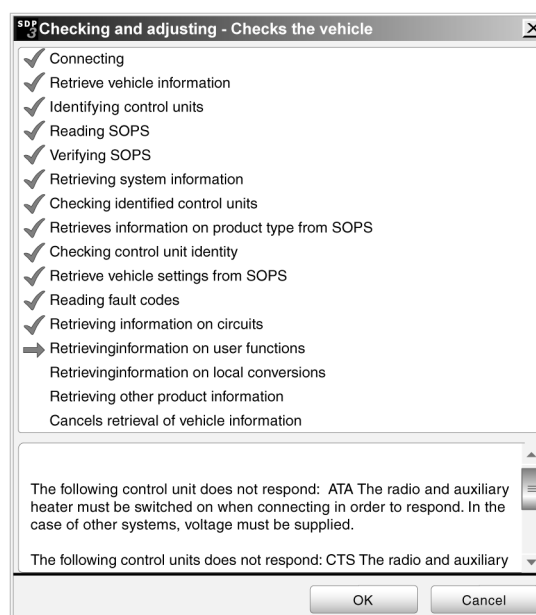 SDP3 Checking and adjusting - Checks the vehicle
Connecting
Retrieve vehicle information
Identifying control units
Reading SOPS
Verifying SOPS
Retrieving system information
Checking identified control units
Retrieves information on product type from SOPS
Checking control unit identity
Retrieve vehicle settings from SOPS
Reading fault codes
Retrieving information on circuits
Retrievinginformation on user functions
Retrievinginformation on local conversions
Retrieving other product information
Cancels retrieval of vehicle information
The following control unit does not respond: ATA The radio and auxiliary
heater must be switched on when connecting in order to respond. In the
case of other systems, voltage must be supplied.
The following control units does not respond: CTS The radio and auxiliary
OK Cancel